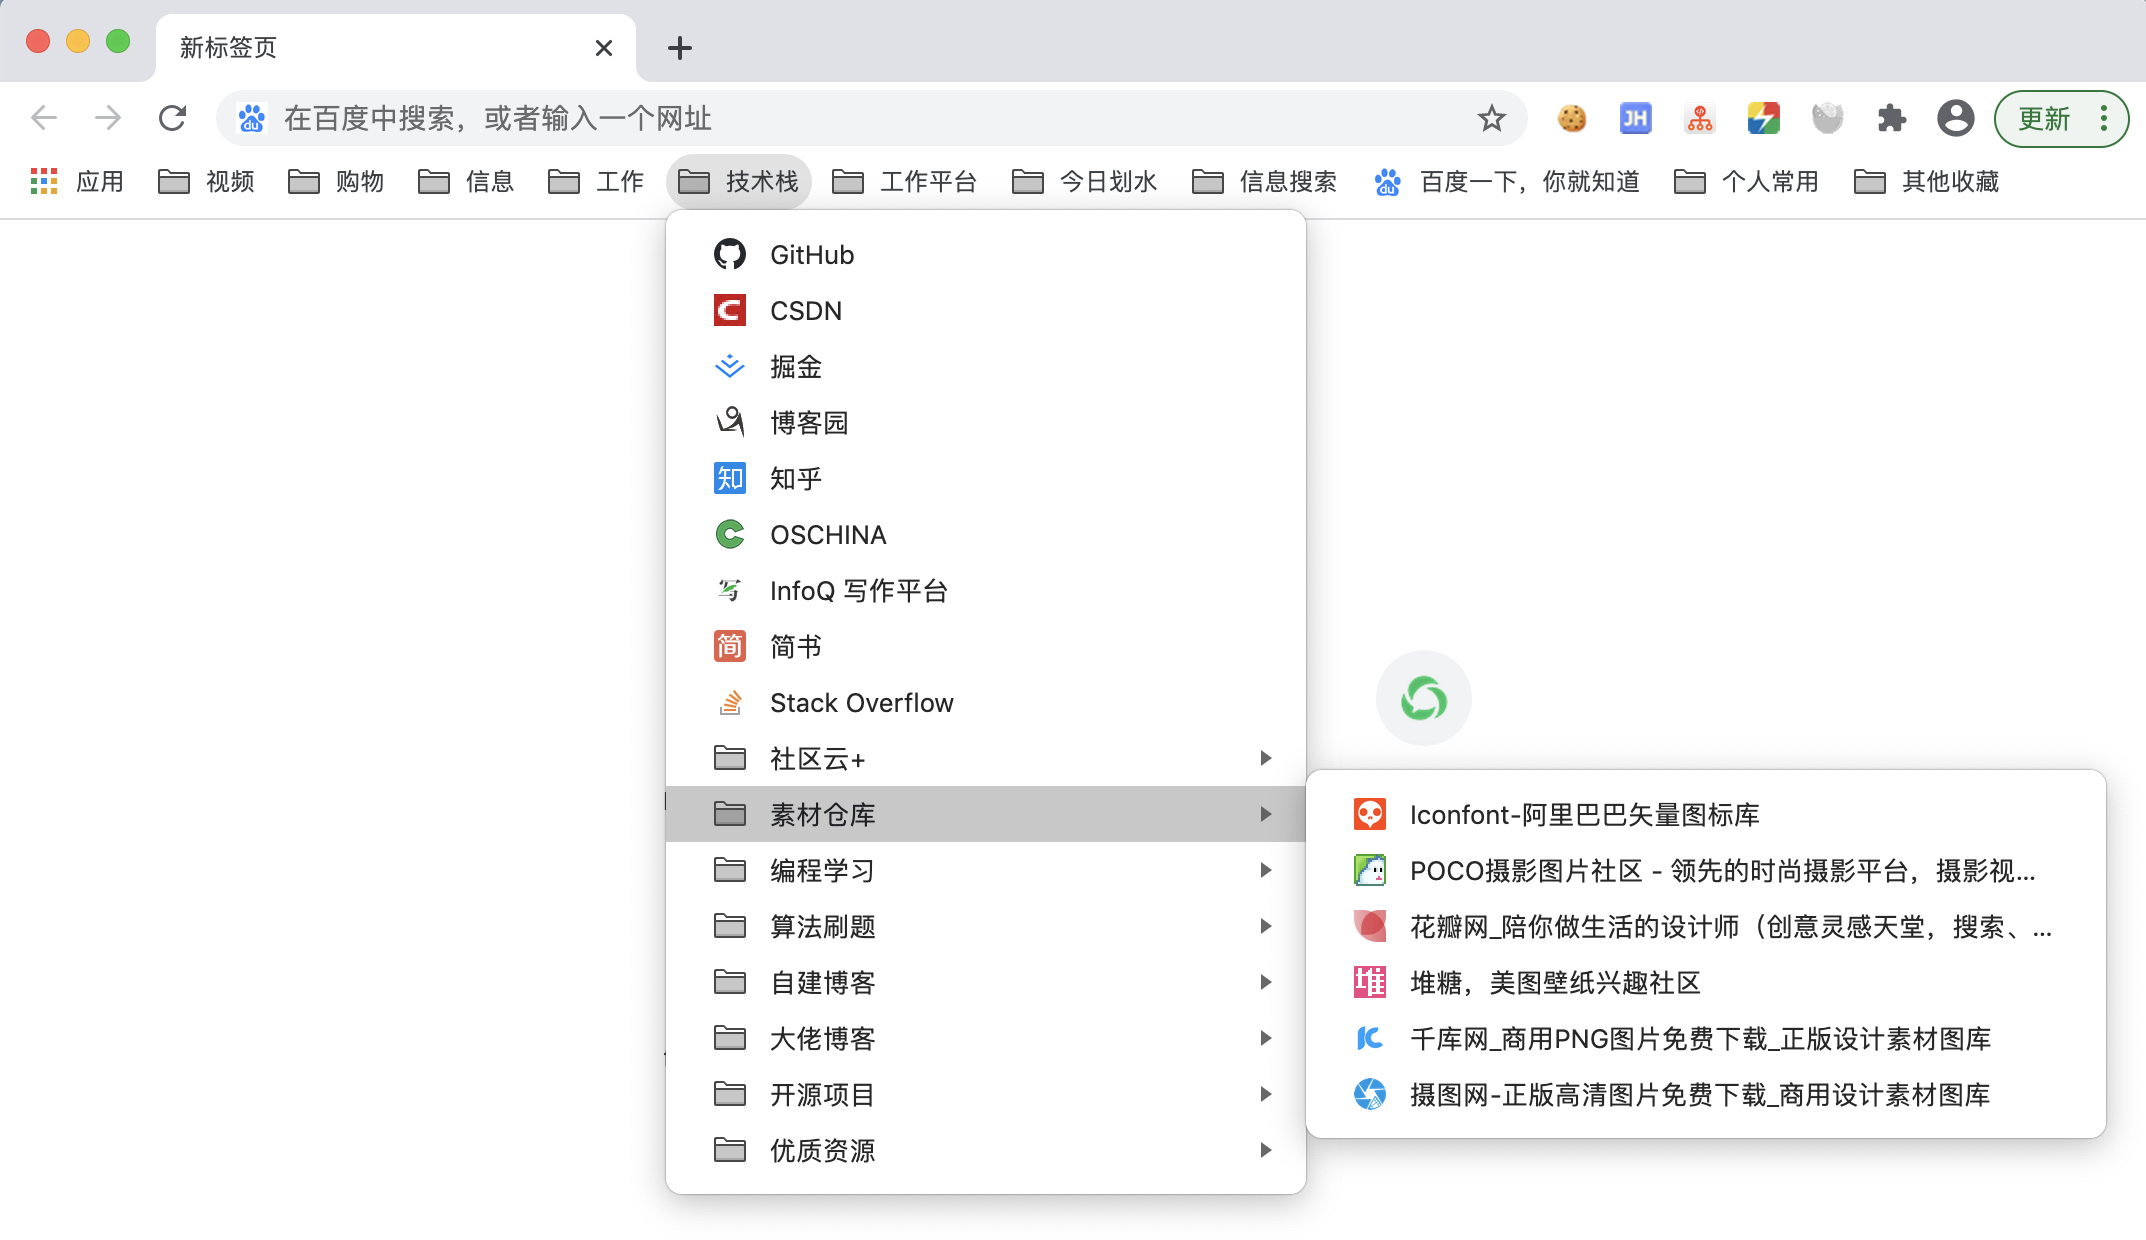 新标签页
在百度中搜索，或者输入一个网址
JH
更新
应用 视频 购物 信息 工作 技术栈 工作平台 今日划水 信息搜索 百度一下，你就知道 个人常用 其他收藏
GitHub
CSDN
掘金
博客园
知 知乎
OSCHINA
InfoQ 写作平台
简 简书
Stack Overflow
社区云+
素材仓库
编程学习
算法刷题
自建博客
大佬博客
开源项目
优质资源
Iconfont-阿里巴巴矢量图标库
POCO摄影图片社区 - 领先的时尚摄影平台，摄影视...
花瓣网_陪你做生活的设计师（创意灵感天堂，搜索、...
堆 堆糖，美图壁纸兴趣社区
千库网_商用PNG图片免费下载_正版设计素材图库
摄图网-正版高清图片免费下载_商用设计素材图库